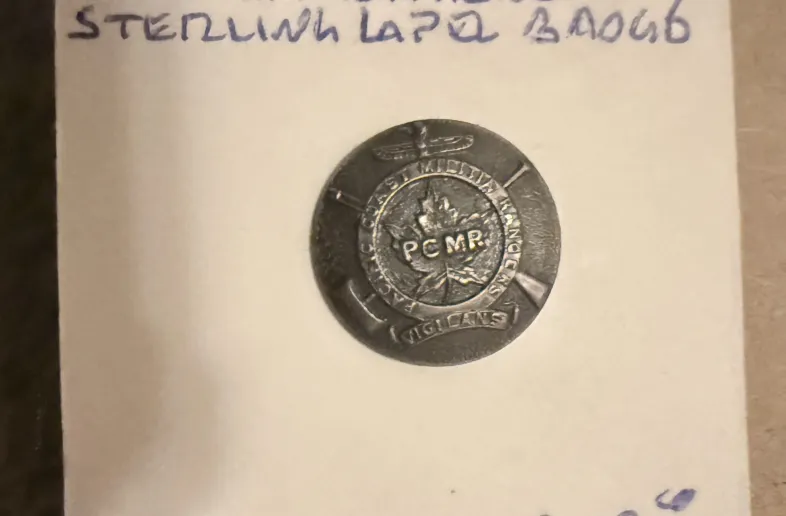 STERLING LAPEL BADGE
PACIFIC COAST MILITIA RANGERS
PCMR
VIGILANS